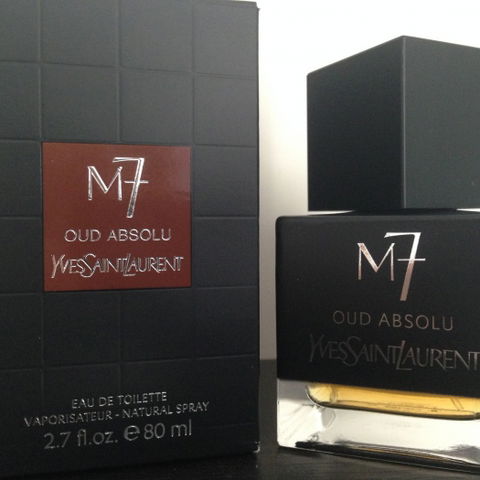 M7
OUD ABSOLU
YVESSAINTLAURENT
EAU DE TOILETTE
VAPORISATEUR - NATURAL SPRAY
2.7 fl.oz. e 80 ml
M7
OUD ABSOLU
YVESSAINTLAURENT